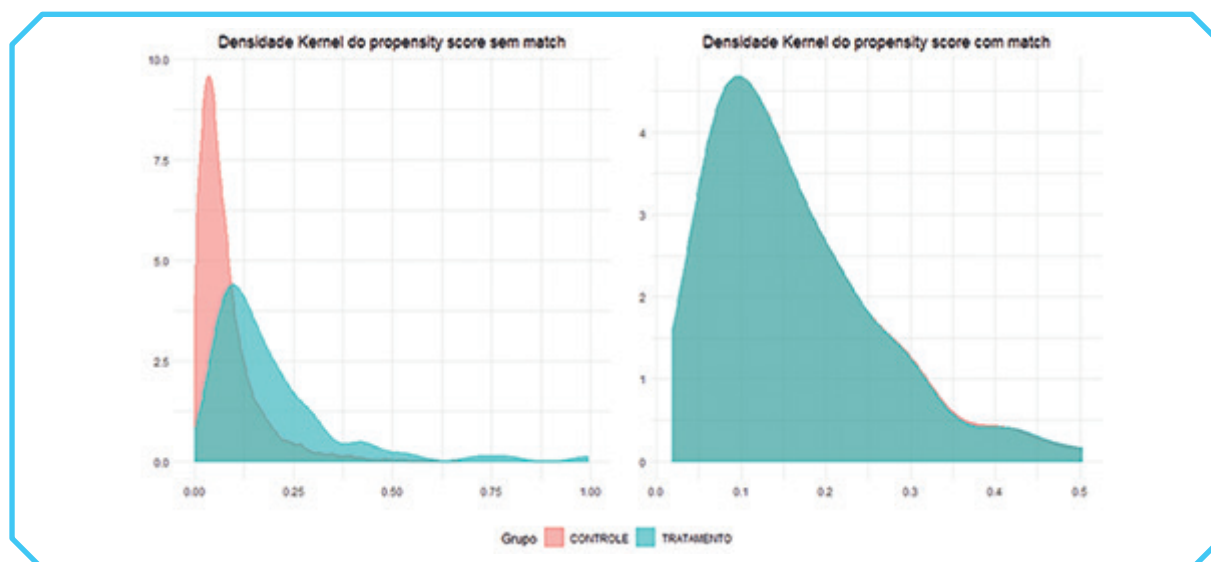 Densidade Kernel do propensity score sem match
10.0
7.5
5.0
2.5
0.0
0.00 0.25 0.50 0.75 1.00
Densidade Kernel do propensity score com match
4
3
2
1
0
0.0 0.1 0.2 0.3 0.4 0.5
Grupo CONTROLE TRATAMENTO